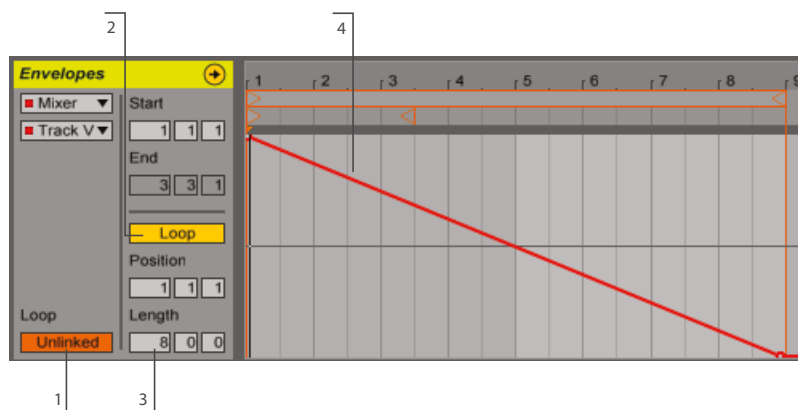 2
4
Envelopes
1 2 3 4 5 6 7 8 9
Mixer
Start
Track V
1 1 1
End
3 3 1
Loop
Position
1 1 1
Loop
Length
Unlinked
8 0 0
1
3